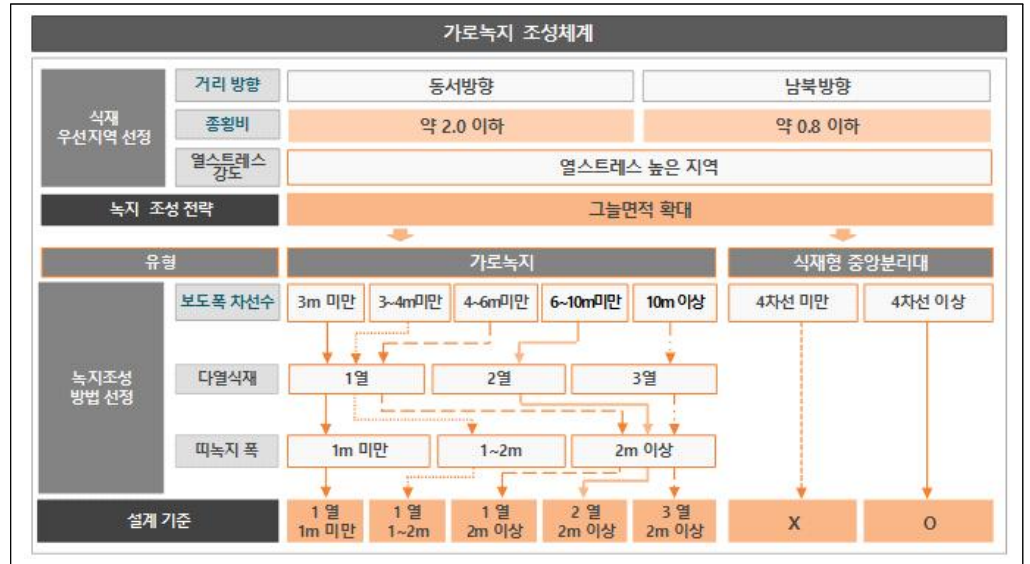 가로녹지 조성체계
식재
우선지역 선정
거리 방향
동서방향
남북방향
종횡비
약 2.0 이하
약 0.8 이하
열스트레스
강도
열스트레스 높은 지역
녹지 조성 전략
그늘면적 확대
유형
가로녹지
식재형 중앙분리대
녹지조성
방법 선정
보도폭 차선수
3m 미만
3~4m미만
4~6m미만
6~10m미만
10m 이상
4차선 미만
4차선 이상
다열식재
1열
2열
3열
띠녹지 폭
1m 미만
1~2m
2m 이상
설계 기준
1 열
1m 미만
1 열
1~2m
1 열
2m 이상
2 열
2m 이상
3 열
2m 이상
X
O